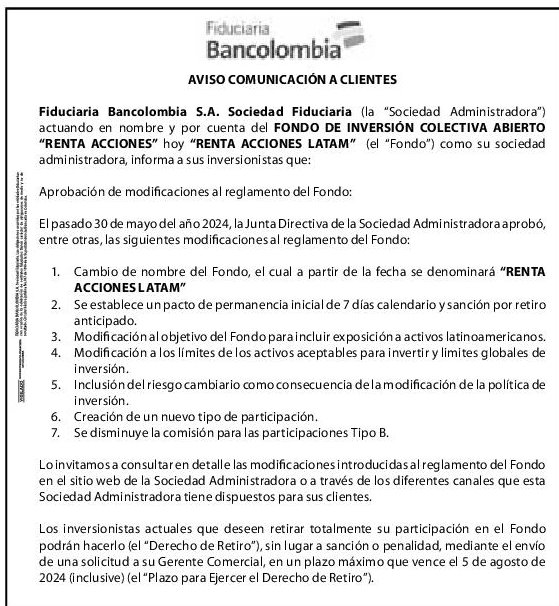 Fiduciaria
Bancolombia
AVISO COMUNICACIÓN A CLIENTES
Fiduciaria Bancolombia S.A. Sociedad Fiduciaria (la “Sociedad Administradora”)
actuando en nombre y por cuenta del FONDO DE INVERSIÓN COLECTIVA ABIERTO
“RENTA ACCIONES” hoy “RENTA ACCIONES LATAM” (el “Fondo”) como su sociedad
administradora, informa a sus inversionistas que:
Aprobación de modificaciones al reglamento del Fondo:
El pasado 30 de mayo del año 2024, la Junta Directiva de la Sociedad Administradora aprobó,
entre otras, las siguientes modificaciones al reglamento del Fondo:
1. Cambio de nombre del Fondo, el cual a partir de la fecha se denominará “RENTA
ACCIONES LATAM”
2. Se establece un pacto de permanencia inicial de 7 días calendario y sanción por retiro
anticipado.
3. Modificación al objetivo del Fondo para incluir exposición a activos latinoamericanos.
4. Modificación a los límites de los activos aceptables para invertir y limites globales de
inversión.
5. Inclusión del riesgo cambiario como consecuencia de la modificación de la política de
inversión.
6. Creación de un nuevo tipo de participación.
7. Se disminuye la comisión para las participaciones Tipo B.
Lo invitamos a consultar en detalle las modificaciones introducidas al reglamento del Fondo
en el sitio web de la Sociedad Administradora o a través de los diferentes canales que esta
Sociedad Administradora tiene dispuestos para sus clientes.
Los inversionistas actuales que deseen retirar totalmente su participación en el Fondo
podrán hacerlo (el “Derecho de Retiro”), sin lugar a sanción o penalidad, mediante el envío
de una solicitud a su Gerente Comercial, en un plazo máximo que vence el 5 de agosto de
2024 (inclusive) (el “Plazo para Ejercer el Derecho de Retiro”).